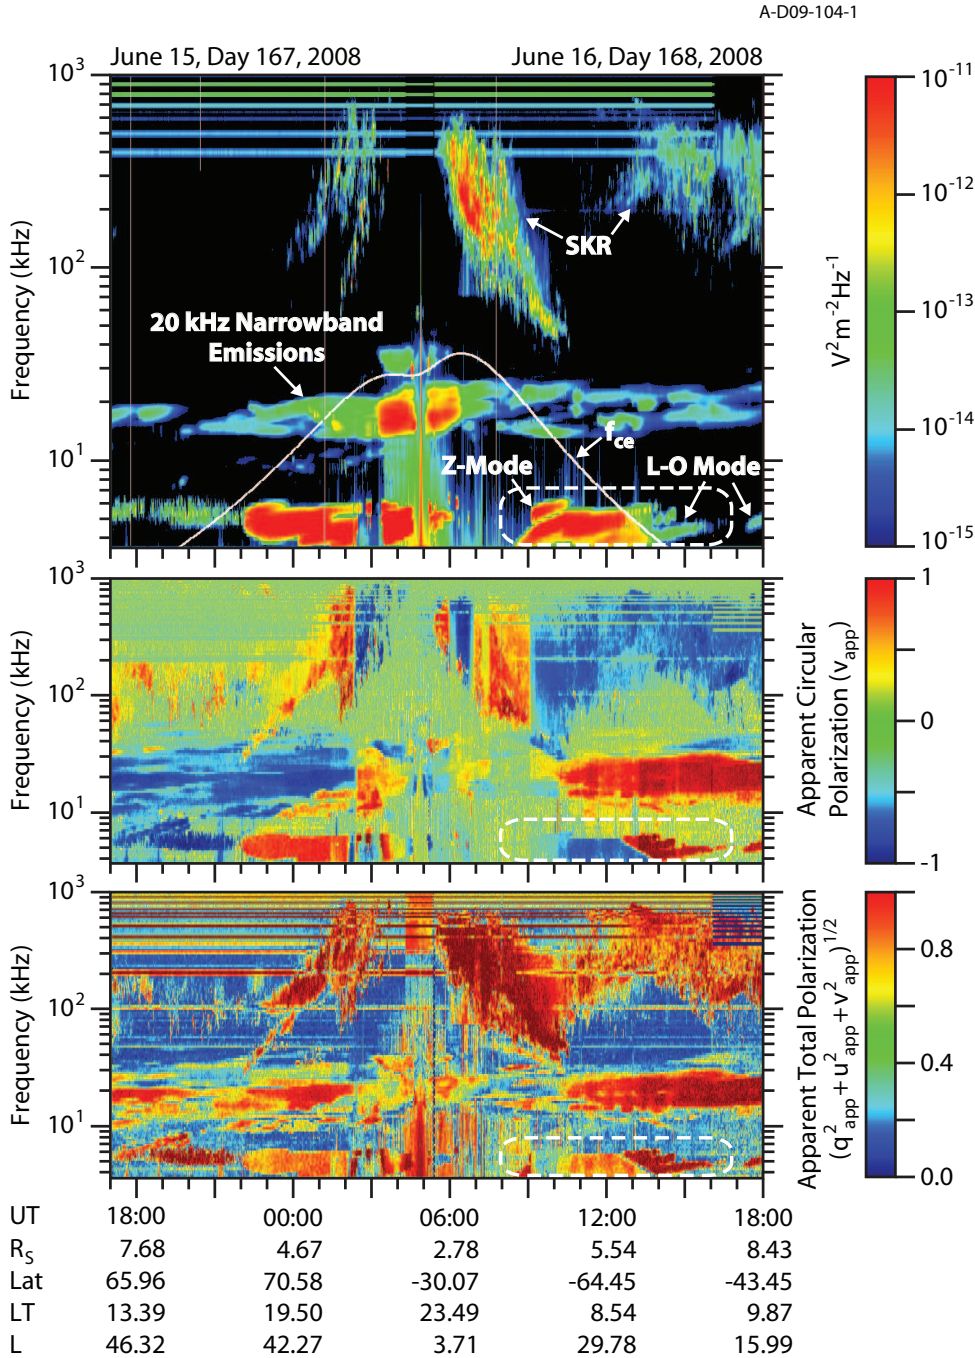 A-D09-104-1
June 15, Day 167, 2008 June 16, Day 168, 2008
10³
10²
10¹
Frequency (kHz)
SKR
20 kHz Narrowband
Emissions
f_ce
Z-Mode
L-O Mode
10⁻¹¹
10⁻¹²
10⁻¹³
10⁻¹⁴
10⁻¹⁵
V²m⁻²Hz⁻¹
10³
10²
10¹
Frequency (kHz)
1
0
-1
Apparent Circular
Polarization (v_app)
10³
10²
10¹
Frequency (kHz)
0.8
0.4
0.0
Apparent Total Polarization
(q²_app + u²_app + v²_app)^1/2
UT 18:00 00:00 06:00 12:00 18:00
R_S 7.68 4.67 2.78 5.54 8.43
Lat 65.96 70.58 -30.07 -64.45 -43.45
LT 13.39 19.50 23.49 8.54 9.87
L 46.32 42.27 3.71 29.78 15.99